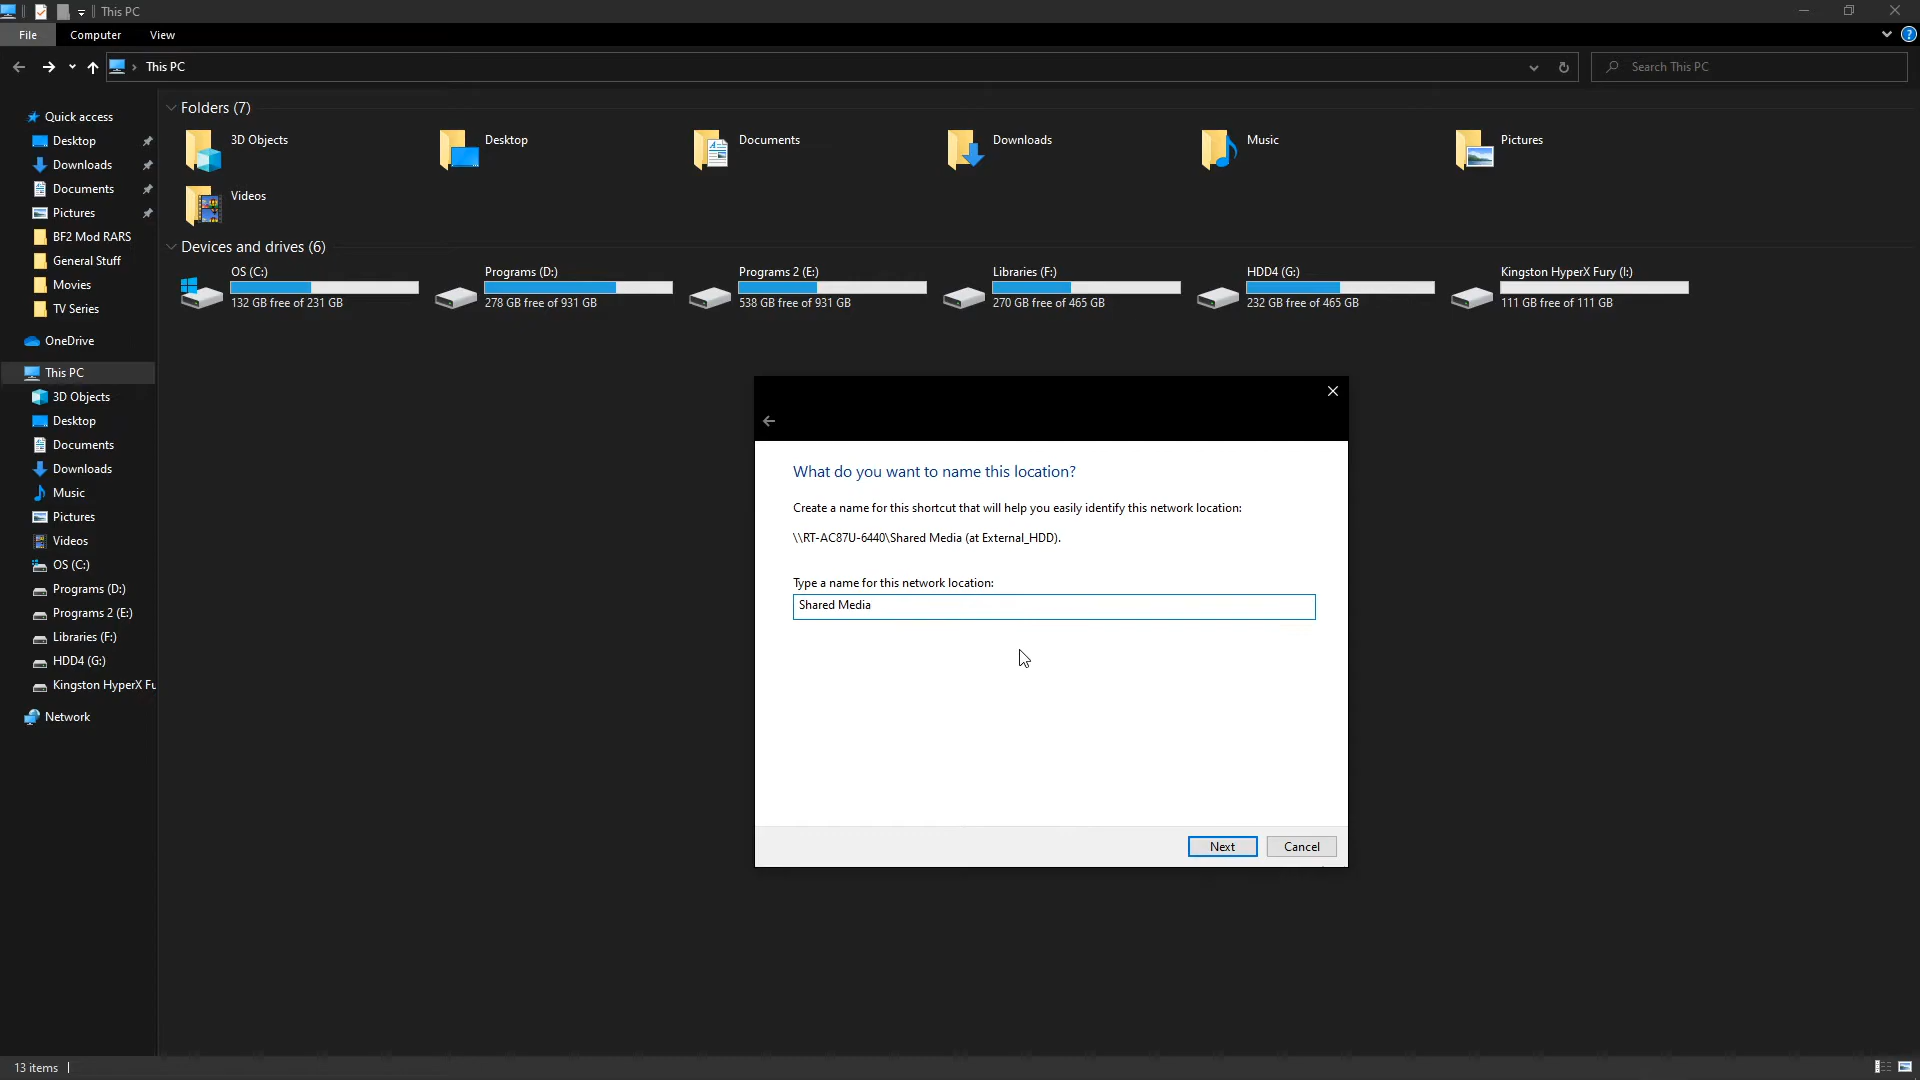 This PC
File
Computer
View
This PC
Search This PC
Quick access
Desktop
Downloads
Documents
Pictures
BF2 Mod RARS
General Stuff
Movies
TV Series
OneDrive
This PC
3D Objects
Desktop
Documents
Downloads
Music
Pictures
Videos
OS (C:)
Programs (D:)
Programs 2 (E:)
Libraries (F:)
HDD4 (G:)
Kingston HyperX Fu
Network
Folders (7)
3D Objects
Desktop
Documents
Downloads
Music
Pictures
Videos
Devices and drives (6)
OS (C:)
132 GB free of 231 GB
Programs (D:)
278 GB free of 931 GB
Programs 2 (E:)
538 GB free of 931 GB
Libraries (F:)
270 GB free of 465 GB
HDD4 (G:)
232 GB free of 465 GB
Kingston HyperX Fury (I:)
111 GB free of 111 GB
What do you want to name this location?
Create a name for this shortcut that will help you easily identify this network location:
\\RT-AC87U-6440\Shared Media (at External_HDD).
Type a name for this network location:
Shared Media
Next
Cancel
13 items